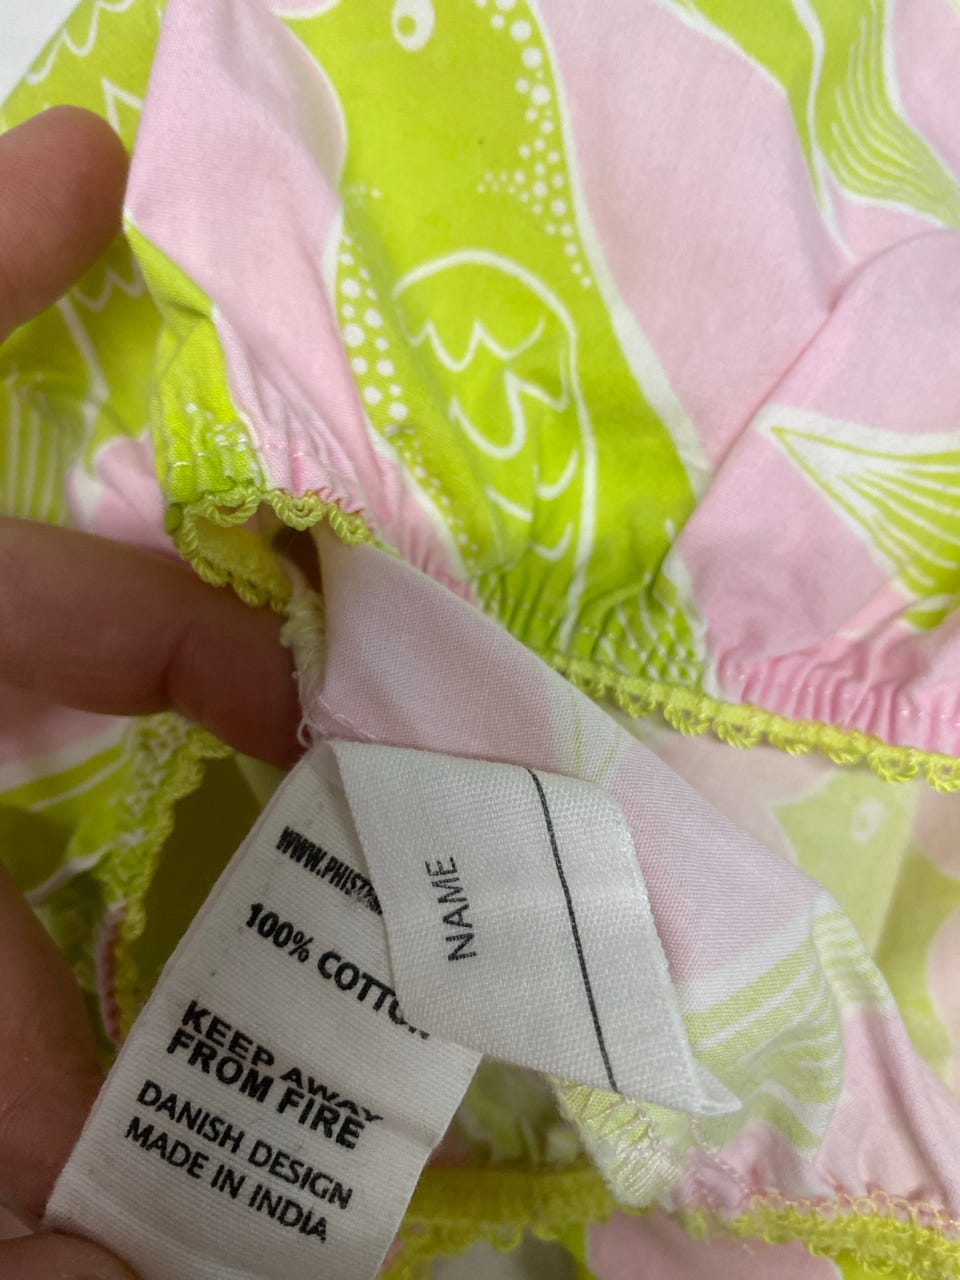 100% COTTON
KEEP AWAY
FROM FIRE
DANISH DESIGN
MADE IN INDIA
NAME